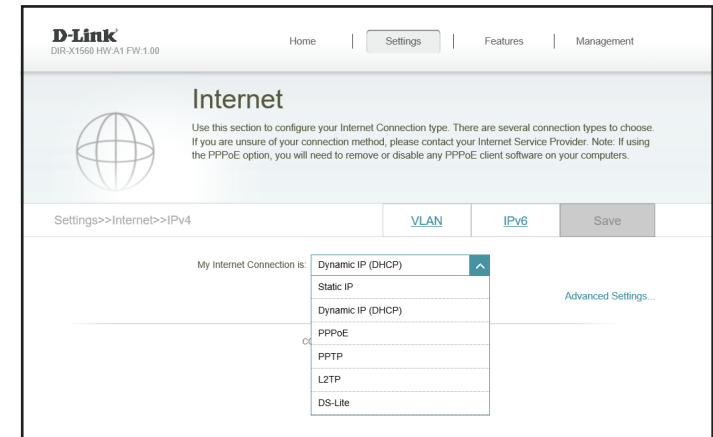 D-Link
DIR-X1560 HW:A1 FW:1.00
Home
Settings
Features
Management
Internet
Use this section to configure your Internet Connection type. There are several connection types to choose.
If you are unsure of your connection method, please contact your Internet Service Provider. Note: If using
the PPPoE option, you will need to remove or disable any PPPoE client software on your computers.
Settings>>Internet>>IPv4
VLAN
IPv6
Save
My Internet Connection is:
Dynamic IP (DHCP)
Static IP
Dynamic IP (DHCP)
PPPoE
PPTP
L2TP
DS-Lite
Advanced Settings...